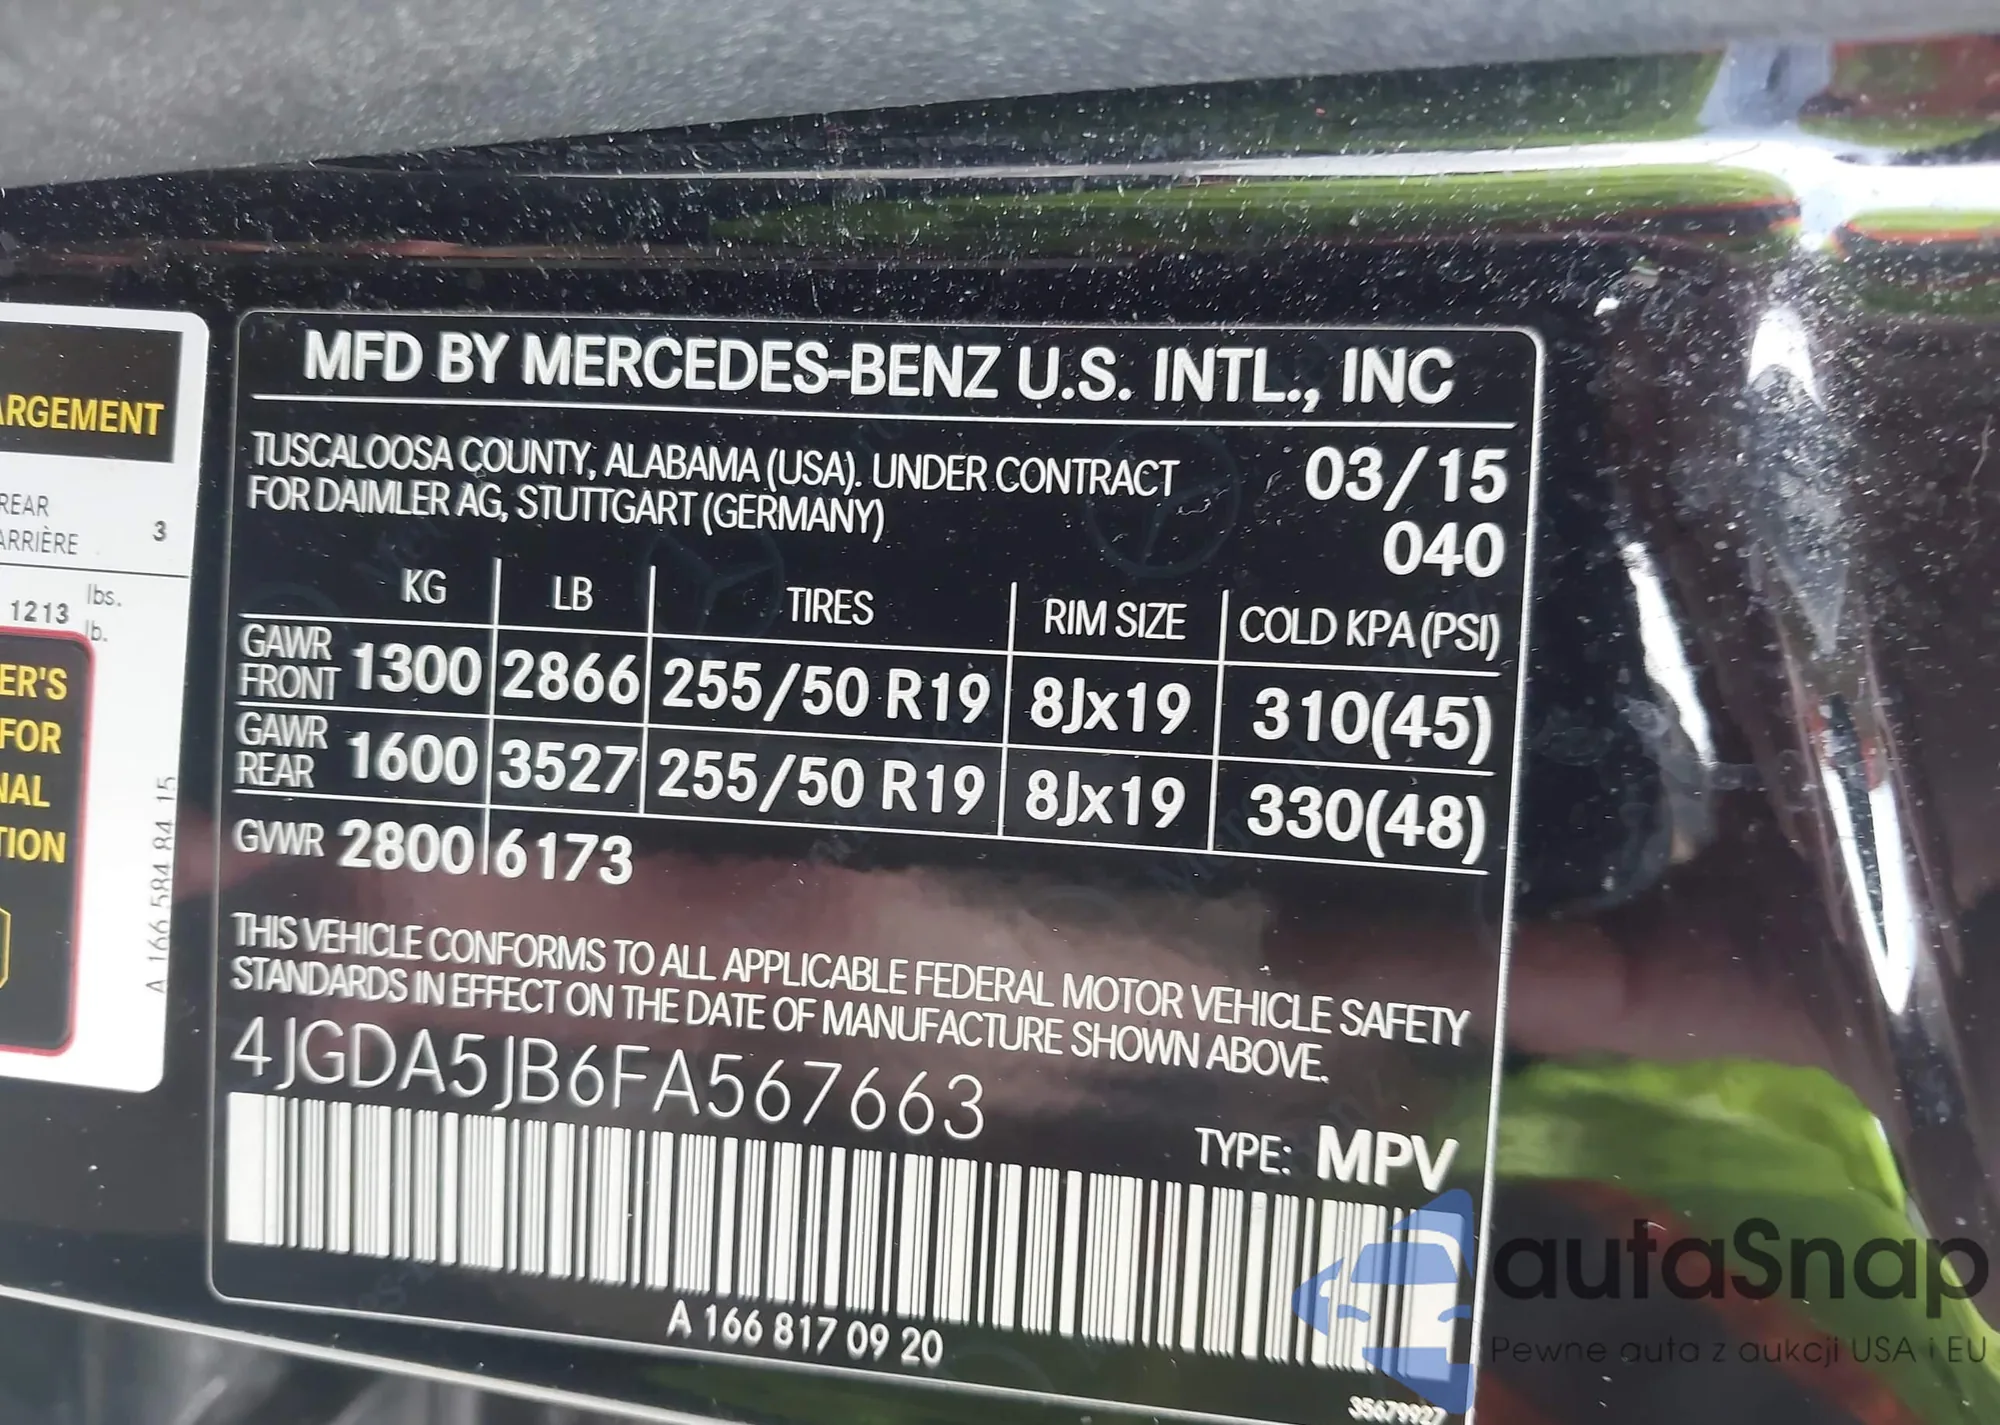 ARGEMENT
REAR
ARRIÈRE 3
lbs.
1213
lb.
ER'S
FOR
NAL
TION
A 166 584 84 15
MFD BY MERCEDES-BENZ U.S. INTL., INC
TUSCALOOSA COUNTY, ALABAMA (USA). UNDER CONTRACT
FOR DAIMLER AG, STUTTGART (GERMANY)
03/15
040
KG LB TIRES RIM SIZE COLD KPA (PSI)
GAWR
FRONT 1300 2866 255/50 R19 8Jx19 310(45)
GAWR
REAR 1600 3527 255/50 R19 8Jx19 330(48)
GVWR 2800 6173
THIS VEHICLE CONFORMS TO ALL APPLICABLE FEDERAL MOTOR VEHICLE SAFETY
STANDARDS IN EFFECT ON THE DATE OF MANUFACTURE SHOWN ABOVE.
4JGDA5JB6FA567663
TYPE: MPV
A 166 817 09 20
35679927
autaSnap
Pewne auta z aukcji USA i EU